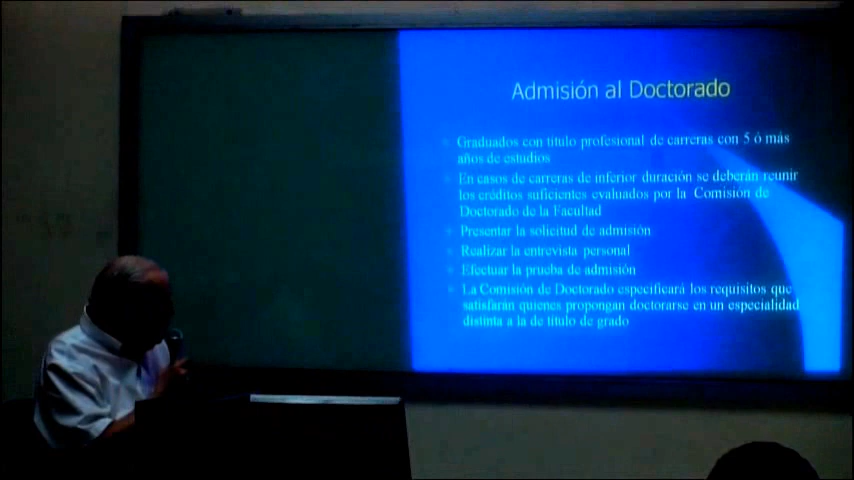 Admisión al Doctorado
Graduados con titulo profesional de carreras con 5 ó más
años de estudios
En casos de carreras de inferior duración se deberán reunir
los créditos suficientes evaluados por la Comisión de
Doctorado de la Facultad
Presentar la solicitud de admisión
Realizar la entrevista personal
Efectuar la prueba de admisión
La Comisión de Doctorado especificará los requisitos que
satisfarán quienes propongan doctorarse en un especialidad
distinta a la de titulo de grado